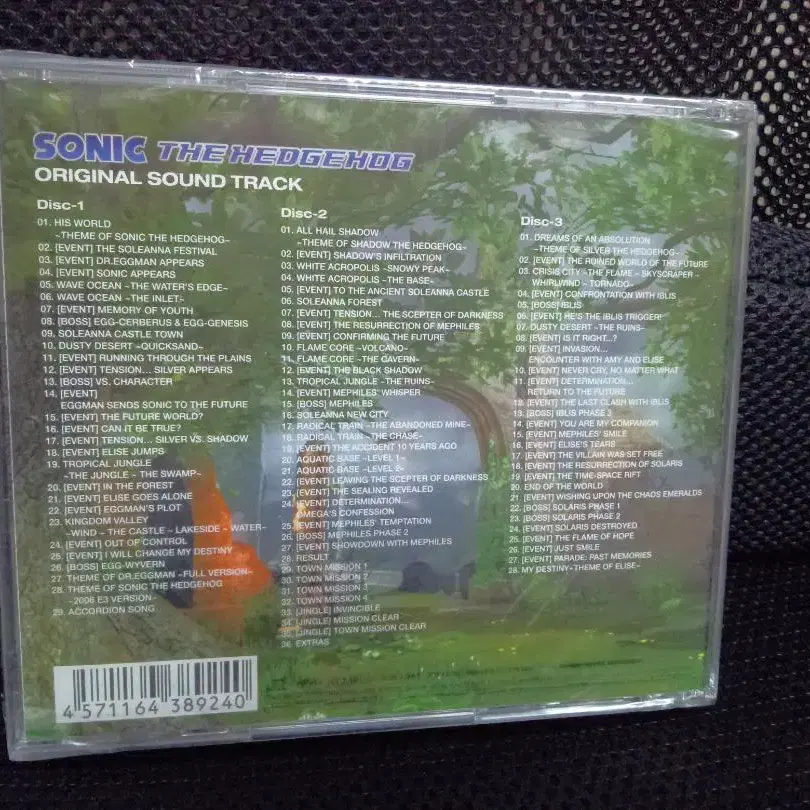 SONIC THE HEDGEHOG
ORIGINAL SOUND TRACK
Disc-1
01. HIS WORLD
~THEME OF SONIC THE HEDGEHOG~
02. [EVENT] THE SOLEANNA FESTIVAL
03. [EVENT] DR.EGGMAN APPEARS
04. [EVENT] SONIC APPEARS
05. WAVE OCEAN ~THE WATER'S EDGE~
06. WAVE OCEAN ~THE INLET~
07. [EVENT] MEMORY OF YOUTH
08. [BOSS] EGG-CERBERUS & EGG-GENESIS
09. SOLEANNA CASTLE TOWN
10. DUSTY DESERT ~QUICKSAND~
11. [EVENT] RUNNING THROUGH THE PLAINS
12. [EVENT] TENSION... SILVER APPEARS
13. [BOSS] VS. CHARACTER
14. [EVENT]
EGGMAN SENDS SONIC TO THE FUTURE
15. [EVENT] THE FUTURE WORLD?
16. [EVENT] CAN IT BE TRUE?
17. [EVENT] TENSION... SILVER VS. SHADOW
18. [EVENT] ELISE JUMPS
19. TROPICAL JUNGLE
~THE JUNGLE ~ THE SWAMP~
20. [EVENT] IN THE FOREST
21. [EVENT] ELISE GOES ALONE
22. [EVENT] EGGMAN'S PLOT
23. KINGDOM VALLEY
~WIND ~ THE CASTLE ~ LAKESIDE ~ WATER~
24. [EVENT] OUT OF CONTROL
25. [EVENT] I WILL CHANGE MY DESTINY
26. [BOSS] EGG-WYVERN
27. THEME OF DR.EGGMAN ~FULL VERSION~
28. THEME OF SONIC THE HEDGEHOG
~2006 E3 VERSION~
29. ACCORDION SONG
Disc-2
01. ALL HAIL SHADOW
~THEME OF SHADOW THE HEDGEHOG~
02. [EVENT] SHADOW'S INFILTRATION
03. WHITE ACROPOLIS ~SNOWY PEAK~
04. WHITE ACROPOLIS ~THE BASE~
05. [EVENT] TO THE ANCIENT SOLEANNA CASTLE
06. SOLEANNA FOREST
07. [EVENT] TENSION... THE SCEPTER OF DARKNESS
08. [EVENT] THE RESURRECTION OF MEPHILES
09. [EVENT] CONFIRMING THE FUTURE
10. FLAME CORE ~VOLCANO~
11. FLAME CORE ~THE CAVERN~
12. [EVENT] THE BLACK SHADOW
13. TROPICAL JUNGLE ~THE RUINS~
14. [EVENT] MEPHILES' WHISPER
15. [BOSS] MEPHILES
16. SOLEANNA NEW CITY
17. RADICAL TRAIN ~THE ABANDONED MINE~
18. RADICAL TRAIN ~THE CHASE~
19. [EVENT] THE ACCIDENT 10 YEARS AGO
20. AQUATIC BASE ~LEVEL 1~
21. AQUATIC BASE ~LEVEL 2~
22. [EVENT] LEAVING THE SCEPTER OF DARKNESS
23. [EVENT] THE SEALING REVEALED
24. [EVENT] DETERMINATION...
OMEGA'S CONFESSION
25. [EVENT] MEPHILES' TEMPTATION
26. [BOSS] MEPHILES PHASE 2
27. [EVENT] SHOWDOWN WITH MEPHILES
28. RESULT
29. TOWN MISSION 1
30. TOWN MISSION 2
31. TOWN MISSION 3
32. TOWN MISSION 4
33. [JINGLE] INVINCIBLE
34. [JINGLE] MISSION CLEAR
35. [JINGLE] TOWN MISSION CLEAR
36. EXTRAS
Disc-3
01. DREAMS OF AN ABSOLUTION
~THEME OF SILVER THE HEDGEHOG~
02. [EVENT] THE RUINED WORLD OF THE FUTURE
03. CRISIS CITY ~THE FLAME ~ SKYSCRAPER ~
WHIRLWIND ~ TORNADO~
04. [EVENT] CONFRONTATION WITH IBLIS
05. [BOSS] IBLIS
06. [EVENT] HE'S THE IBLIS TRIGGER!
07. DUSTY DESERT ~THE RUINS~
08. [EVENT] IS IT RIGHT...?
09. [EVENT] INVASION...
ENCOUNTER WITH AMY AND ELISE
10. [EVENT] NEVER CRY, NO MATTER WHAT
11. [EVENT] DETERMINATION...
RETURN TO THE FUTURE
12. [EVENT] THE LAST CLASH WITH IBLIS
13. [BOSS] IBLIS PHASE 3
14. [EVENT] YOU ARE MY COMPANION
15. [EVENT] MEPHILES' SMILE
16. [EVENT] ELISE'S TEARS
17. [EVENT] THE VILLAIN WAS SET FREE
18. [EVENT] THE RESURRECTION OF SOLARIS
19. [EVENT] THE TIME-SPACE RIFT
20. END OF THE WORLD
21. [EVENT] WISHING UPON THE CHAOS EMERALDS
22. [BOSS] SOLARIS PHASE 1
23. [BOSS] SOLARIS PHASE 2
24. [EVENT] SOLARIS DESTROYED
25. [EVENT] THE FLAME OF HOPE
26. [EVENT] JUST SMILE
27. [EVENT] PARADE: PAST MEMORIES
28. MY DESTINY~THEME OF ELISE~
4 571164 389240